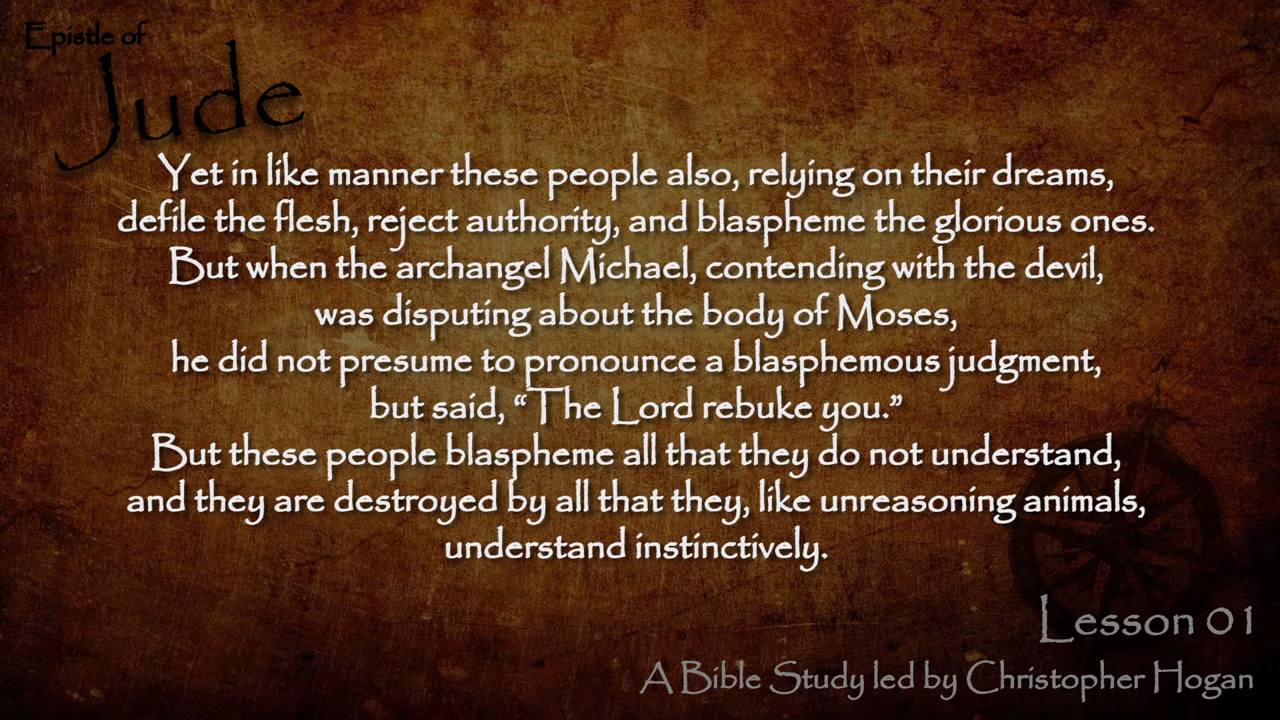 Epistle of
Jude
Yet in like manner these people also, relying on their dreams,
defile the flesh, reject authority, and blaspheme the glorious ones.
But when the archangel Michael, contending with the devil,
was disputing about the body of Moses,
he did not presume to pronounce a blasphemous judgment,
but said, “The Lord rebuke you.”
But these people blaspheme all that they do not understand,
and they are destroyed by all that they, like unreasoning animals,
understand instinctively.
Lesson 01
A Bible Study led by Christopher Hogan